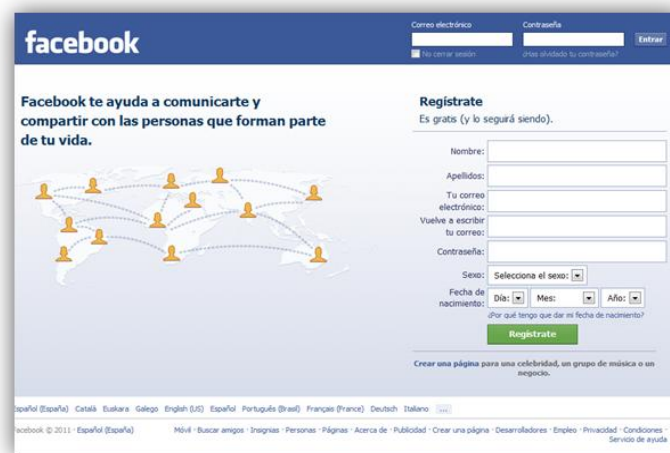 facebook
Correo electrónico
Contraseña
Entrar
No cerrar sesión
¿Has olvidado tu contraseña?
Facebook te ayuda a comunicarte y
compartir con las personas que forman parte
de tu vida.
Regístrate
Es gratis (y lo seguirá siendo).
Nombre:
Apellidos:
Tu correo
electrónico:
Vuelve a escribir
tu correo:
Contraseña:
Sexo: Selecciona el sexo:
Fecha de
nacimiento:
Día: Mes: Año:
¿Por qué tengo que dar mi fecha de nacimiento?
Regístrate
Crear una página para una celebridad, un grupo de música o un
negocio.
Español (España) Català Euskara Galego English (US) Español Português (Brasil) Français (France) Deutsch Italiano ...
Facebook © 2011 · Español (España)
Móvil · Buscar amigos · Insignias · Personas · Páginas · Acerca de · Publicidad · Crear una página · Desarrolladores · Empleo · Privacidad · Condiciones ·
Servicio de ayuda